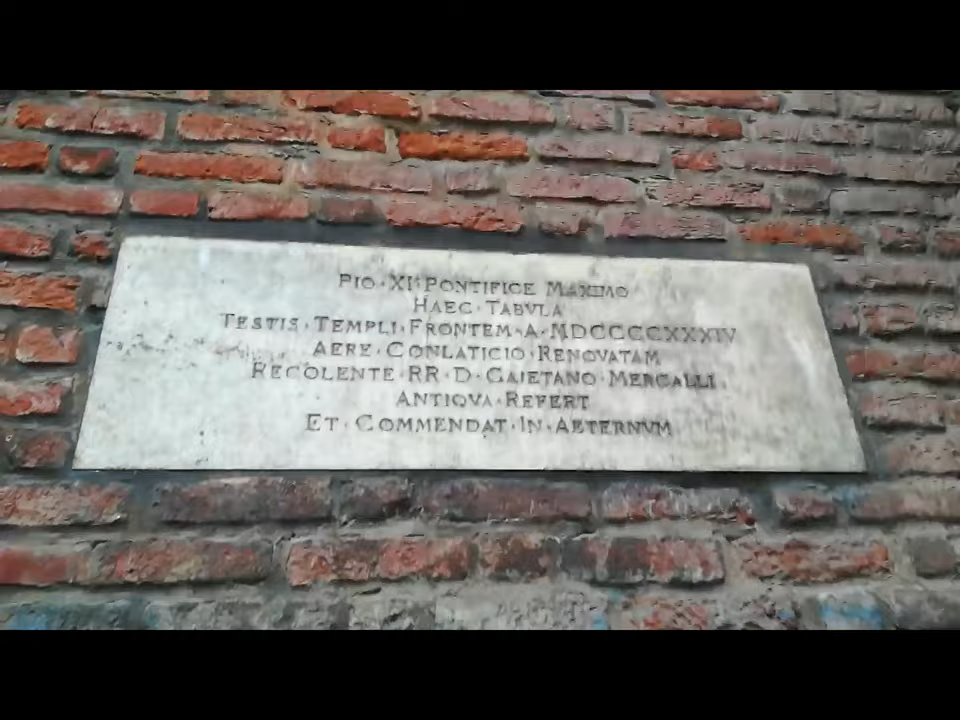 PIO · XI · PONTIFICE MAXIMO
HAEC · TABVLA
TESTIS · TEMPLI · FRONTEM · A · MDCCCCXXXIV
AERE · CONLATICIO · RENOVATAM
RECOLENTE · RR · D · CAIETANO · MERCALLI
ANTIQVA · REFERT
ET · COMMENDAT · IN · AETERNVM